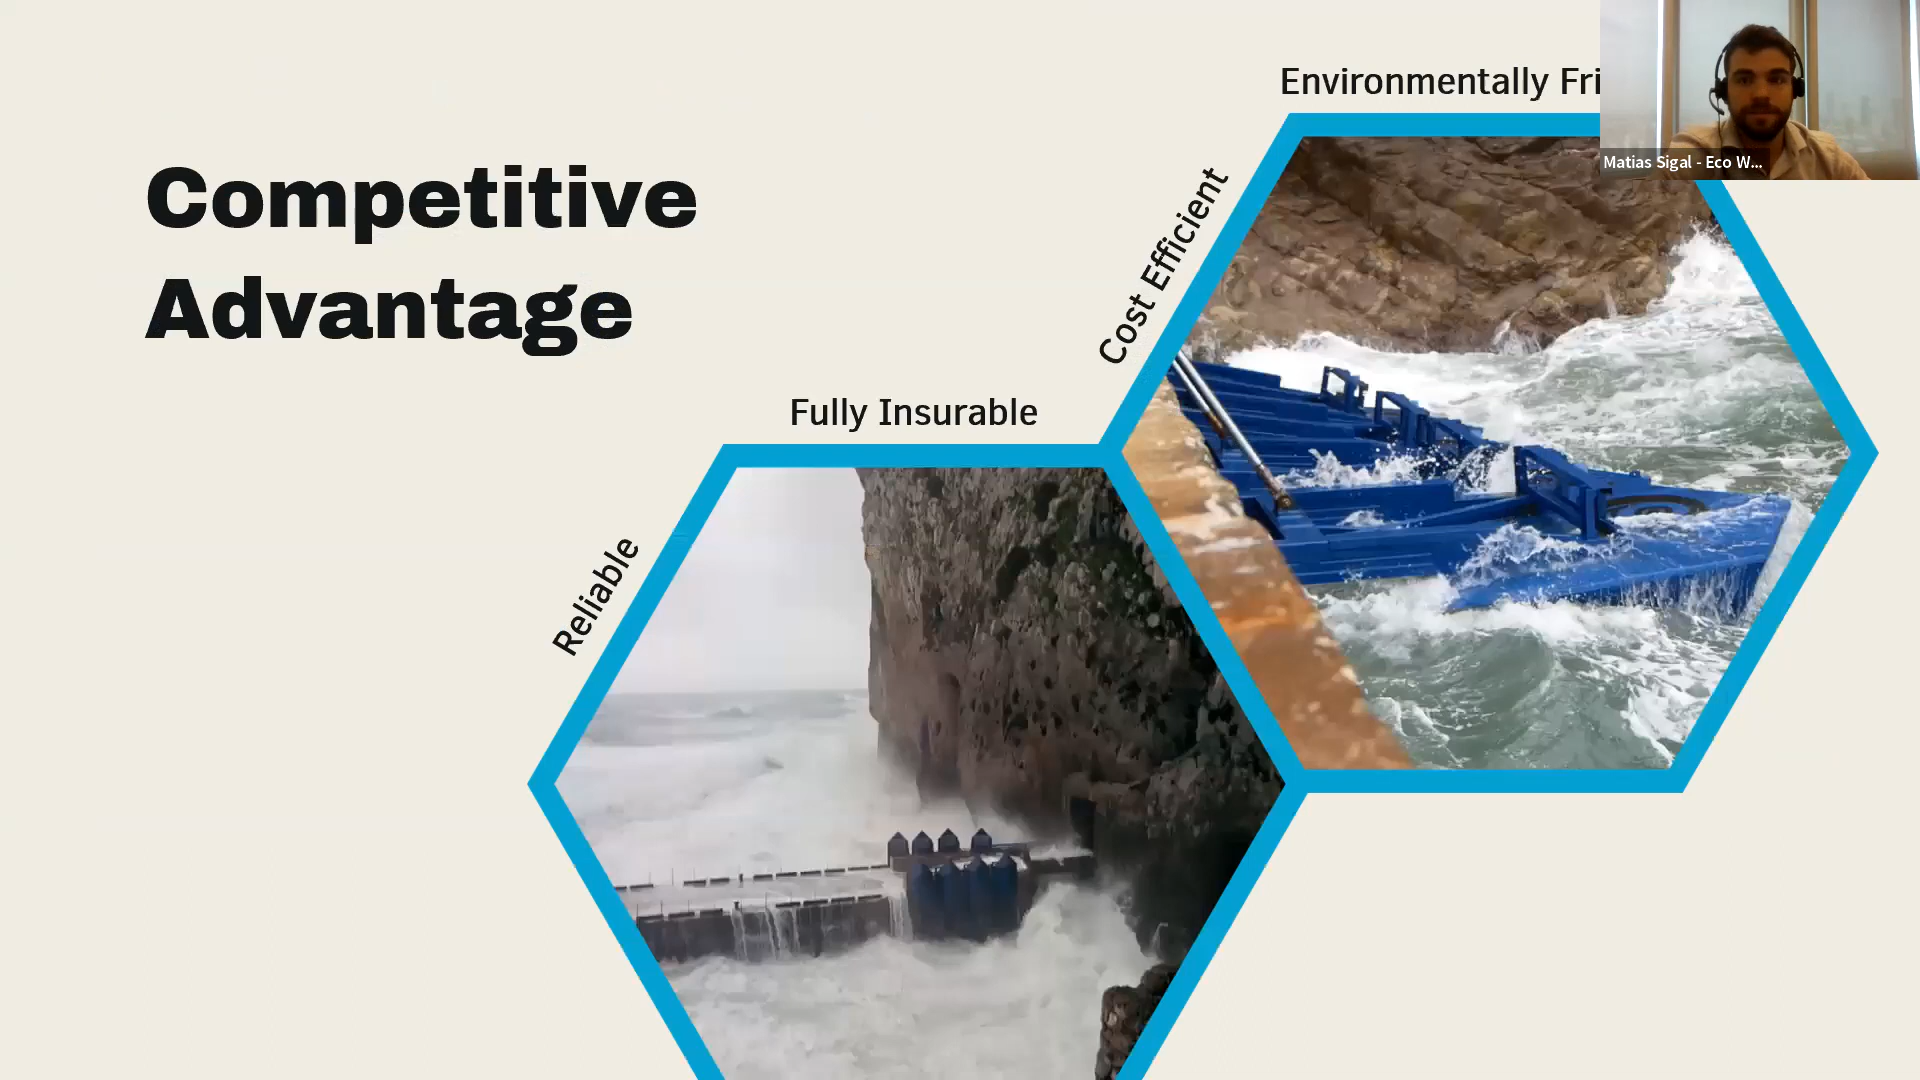 Competitive
Advantage
Reliable
Fully Insurable
Cost Efficient
Environmentally Fri
Matias Sigal - Eco W...